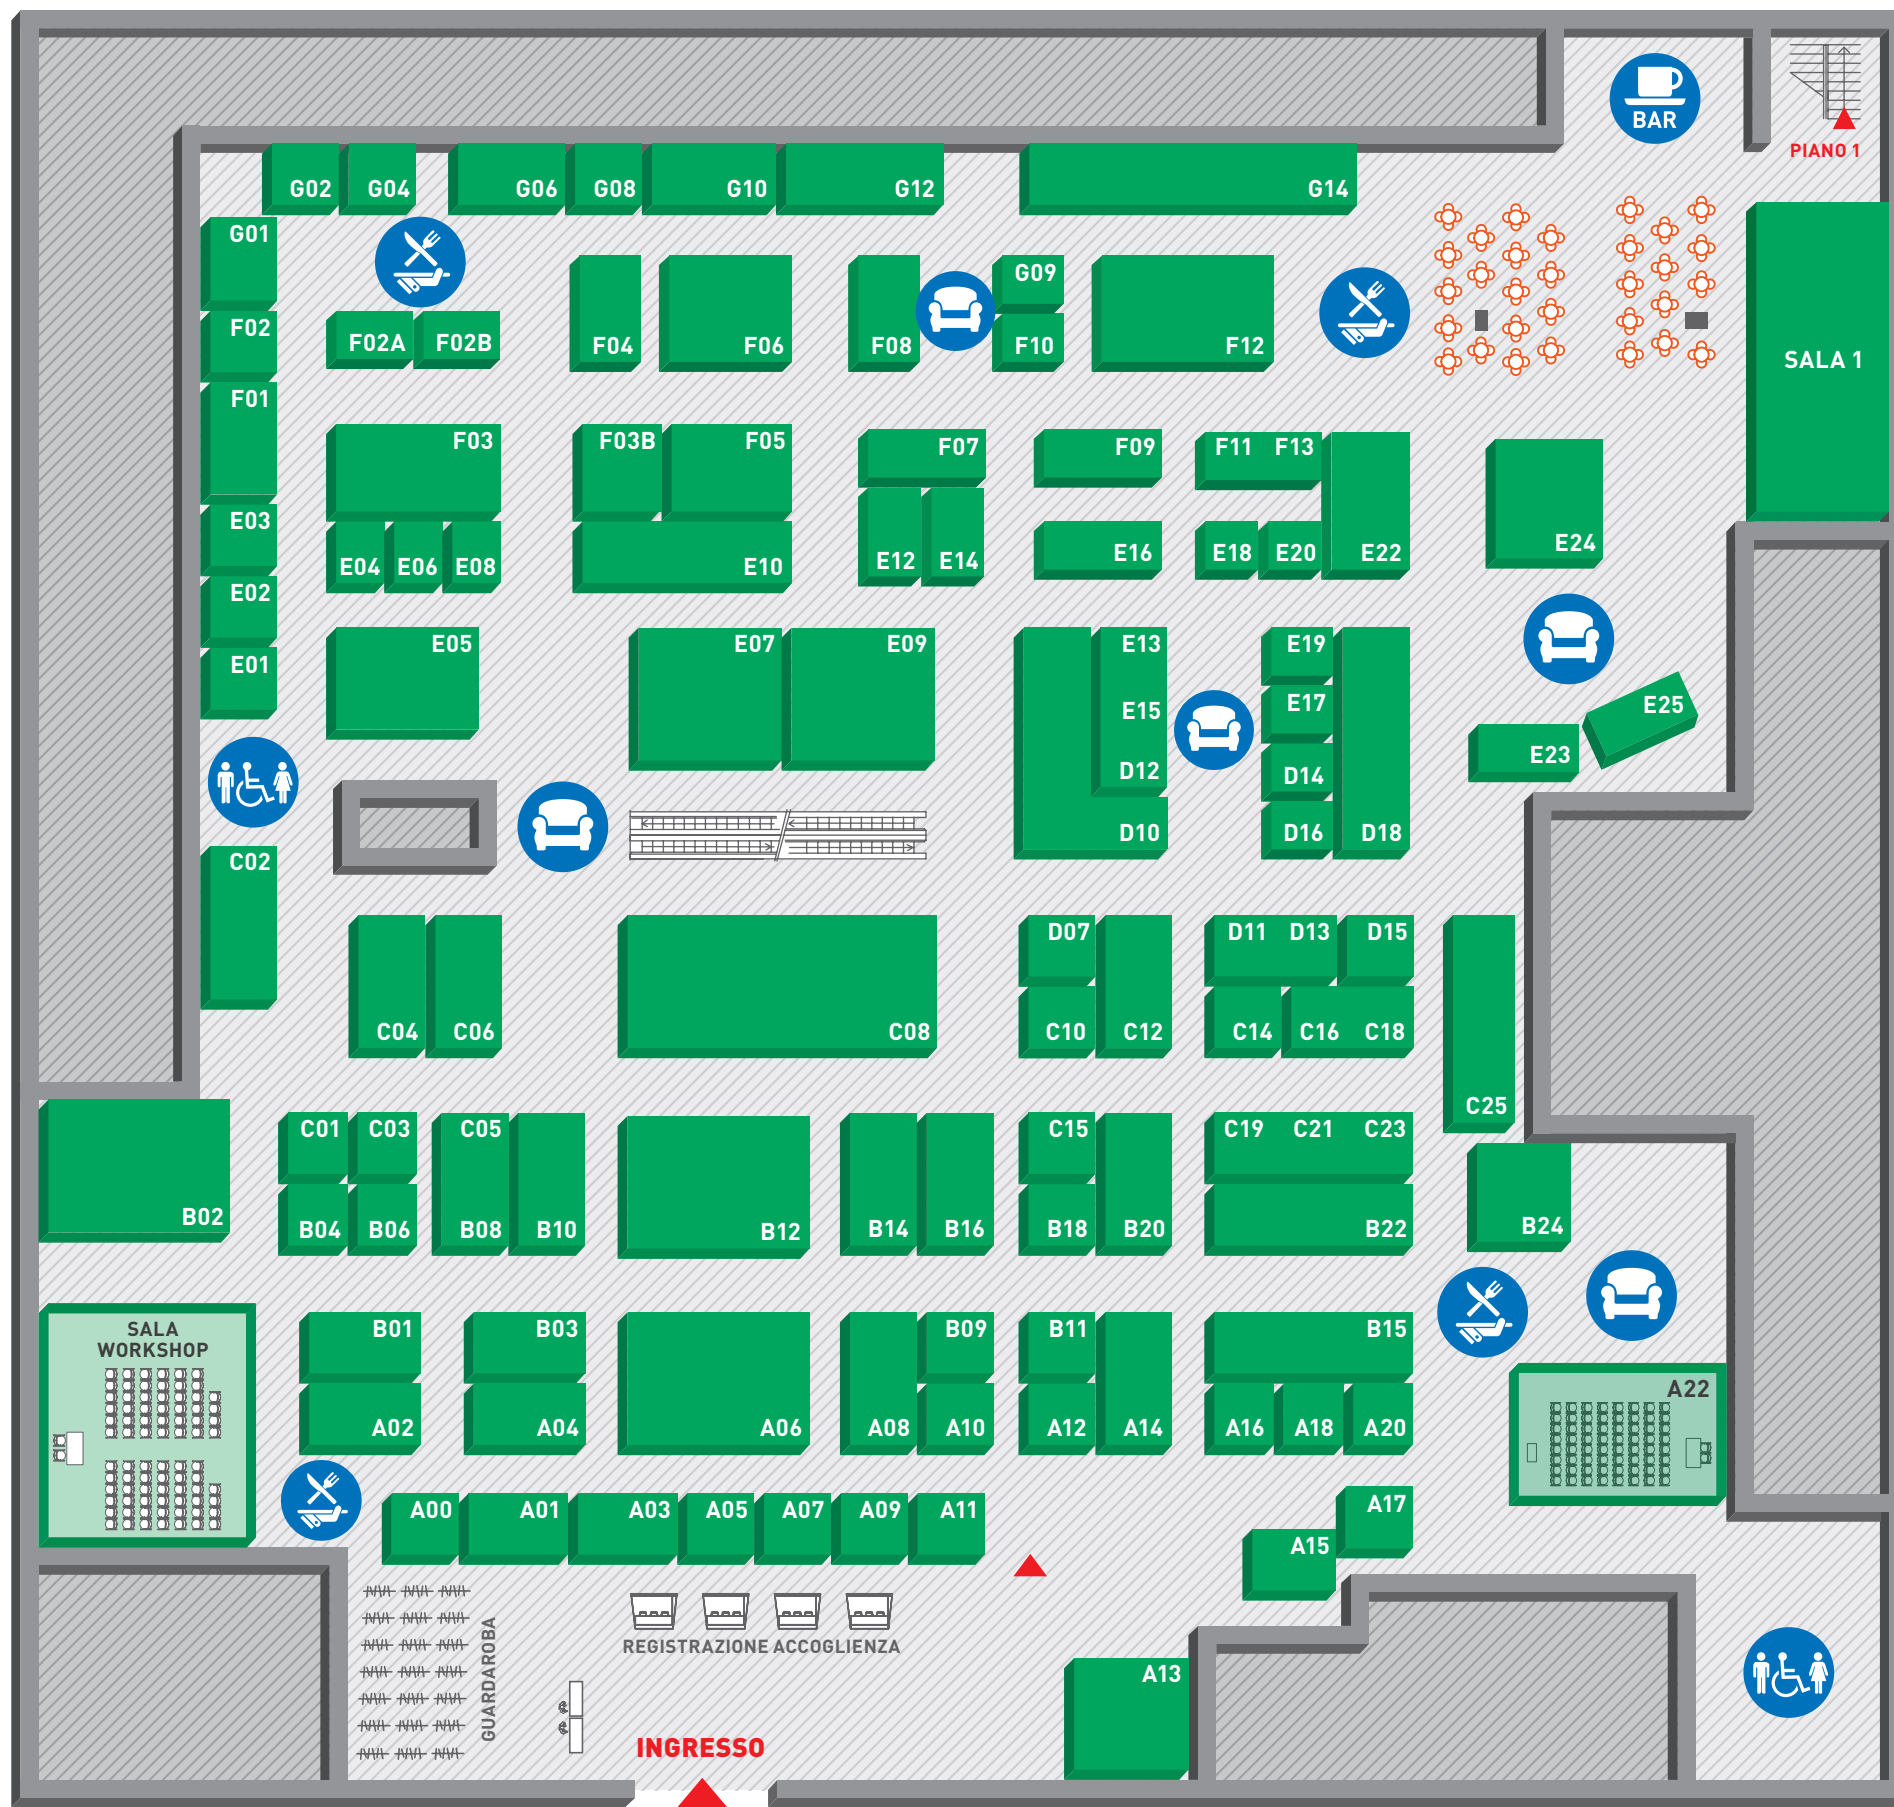 BAR
PIANO 1
G02
G04
G06
G08
G10
G12
G14
G01
F02
F01
F02A
F02B
F04
F06
F08
G09
F10
F12
SALA 1
F03
F03B
F05
F07
F09
F11
F13
E03
E04
E06
E08
E10
E12
E14
E16
E18
E20
E22
E24
E02
E01
E05
E07
E09
E13
E15
D12
D10
E19
E17
D14
D16
D18
E25
E23
C02
C04
C06
C08
D07
C10
C12
D11
D13
D15
C14
C16
C18
C25
B02
C01
C03
C05
B04
B06
B08
B10
B12
B14
B16
C15
B18
B20
C19
C21
C23
B22
B24
SALA
WORKSHOP
B01
B03
A02
A04
A06
A08
B09
A10
B11
A12
A14
B15
A16
A18
A20
A22
A00
A01
A03
A05
A07
A09
A11
A17
A15
GUARDAROBA
REGISTRAZIONE ACCOGLIENZA
A13
INGRESSO